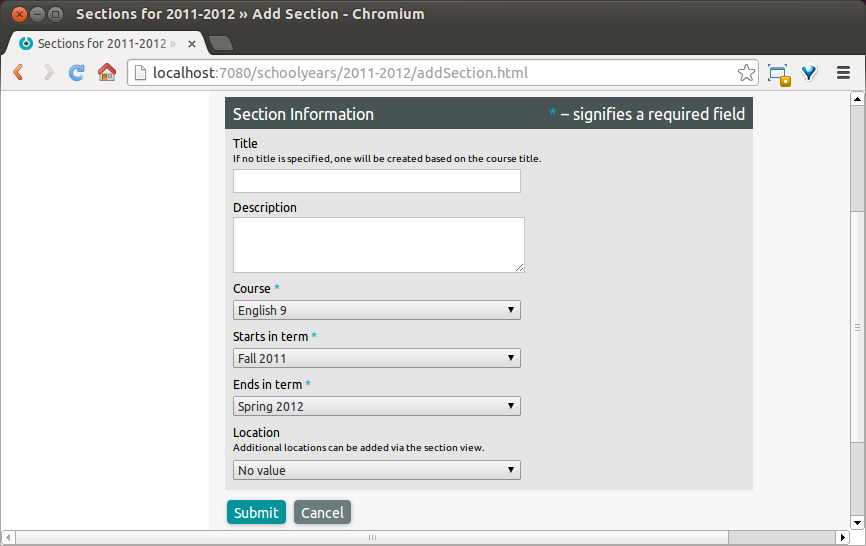 Sections for 2011-2012 » Add Section - Chromium
Sections for 2011-2012 »
localhost:7080/schoolyears/2011-2012/addSection.html
Section Information
* – signifies a required field
Title
If no title is specified, one will be created based on the course title.
Description
Course *
English 9
Starts in term *
Fall 2011
Ends in term *
Spring 2012
Location
Additional locations can be added via the section view.
No value
Submit
Cancel